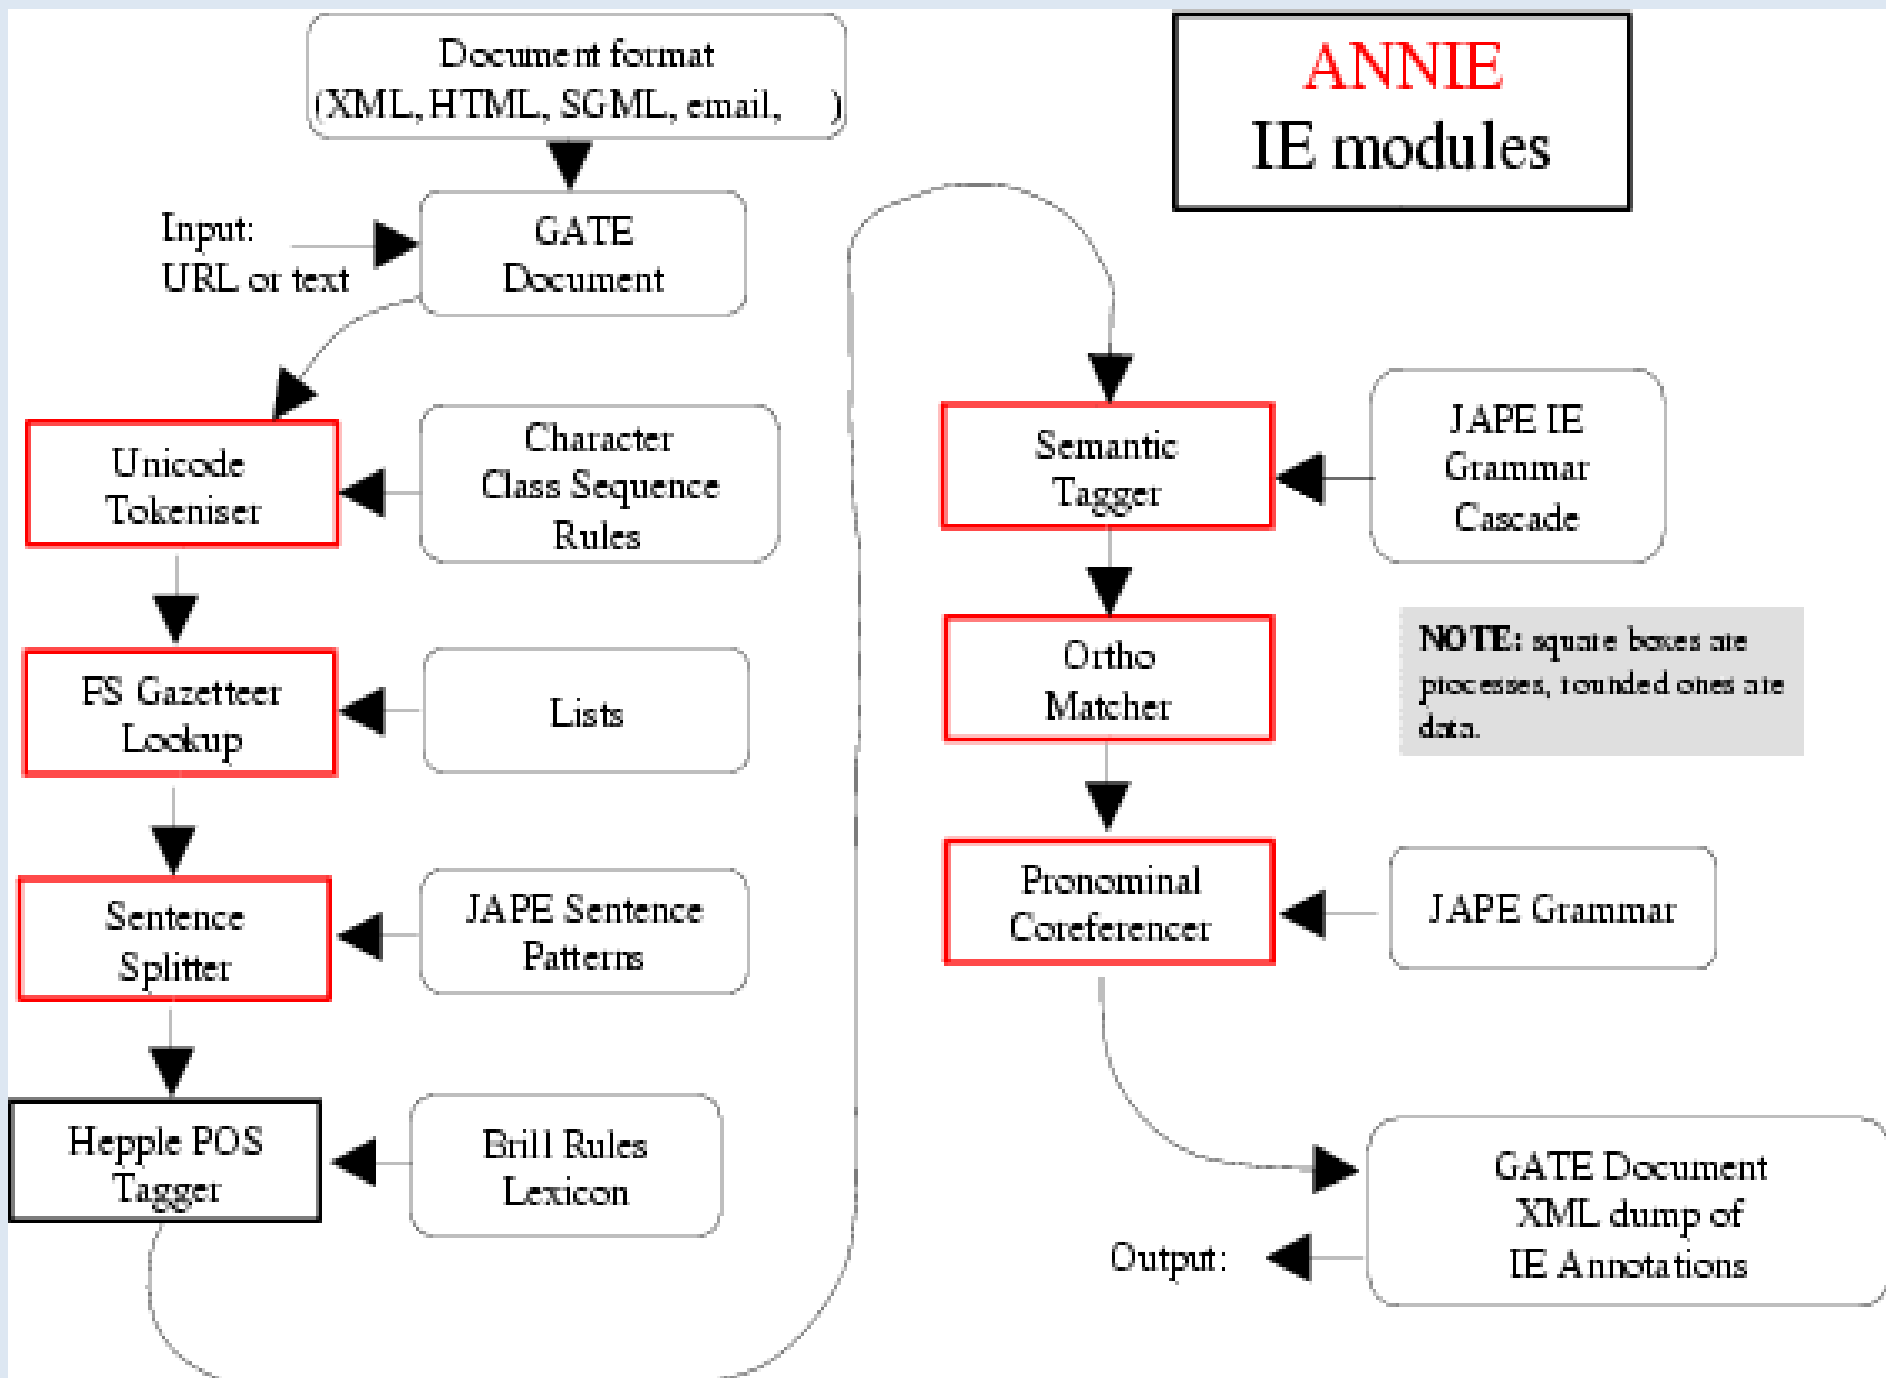 Document format
(XML, HTML, SGML, email, )
ANNIE
IE modules
Input:
URL or text
GATE
Document
Unicode
Tokeniser
Character
Class Sequence
Rules
FS Gazetteer
Lookup
Lists
Sentence
Splitter
JAPE Sentence
Patterns
Hepple POS
Tagger
Brill Rules
Lexicon
Semantic
Tagger
JAPE IE
Grammar
Cascade
Ortho
Matcher
NOTE: square boxes are
processes, rounded ones are
data.
Pronominal
Coreferencer
JAPE Grammar
GATE Document
XML dump of
IE Annotations
Output: